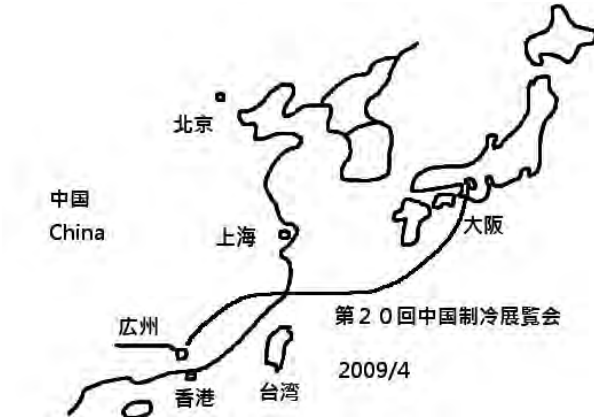 北京
中国
China
上海
大阪
第２０回中国制冷展覧会
広州
2009/4
香港
台湾